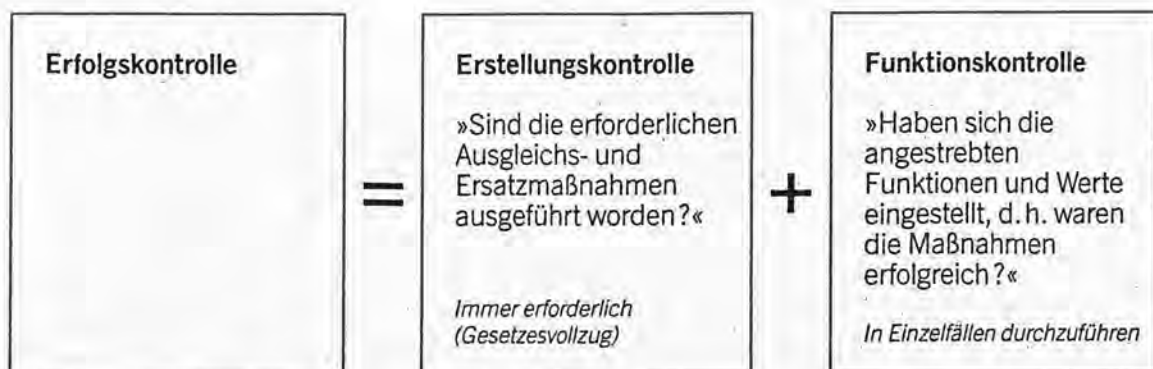 Erfolgskontrolle
=
Erstellungskontrolle
»Sind die erforderlichen
Ausgleichs- und
Ersatzmaßnahmen
ausgeführt worden?«
Immer erforderlich
(Gesetzesvollzug)
+
Funktionskontrolle
»Haben sich die
angestrebten
Funktionen und Werte
eingestellt, d.h. waren
die Maßnahmen
erfolgreich?«
In Einzelfällen durchzuführen